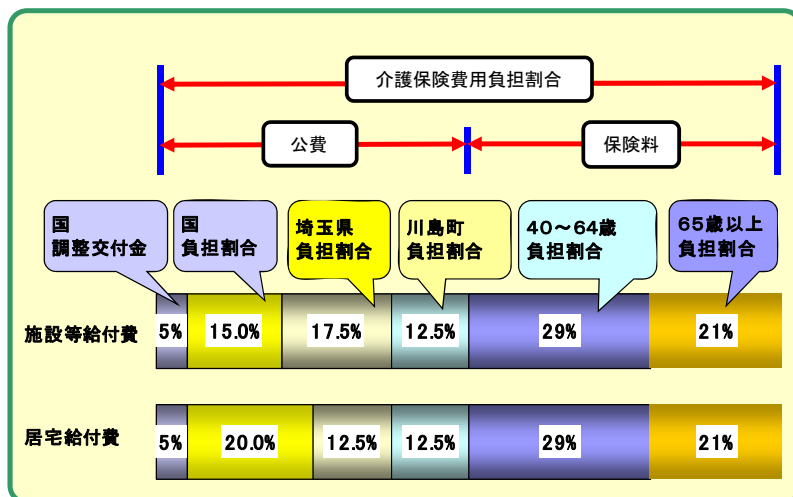 介護保険費用負担割合
公費
保険料
国
調整交付金
国
負担割合
埼玉県
負担割合
川島町
負担割合
40～64歳
負担割合
65歳以上
負担割合
施設等給付費
5%
15.0%
17.5%
12.5%
29%
21%
居宅給付費
5%
20.0%
12.5%
12.5%
29%
21%